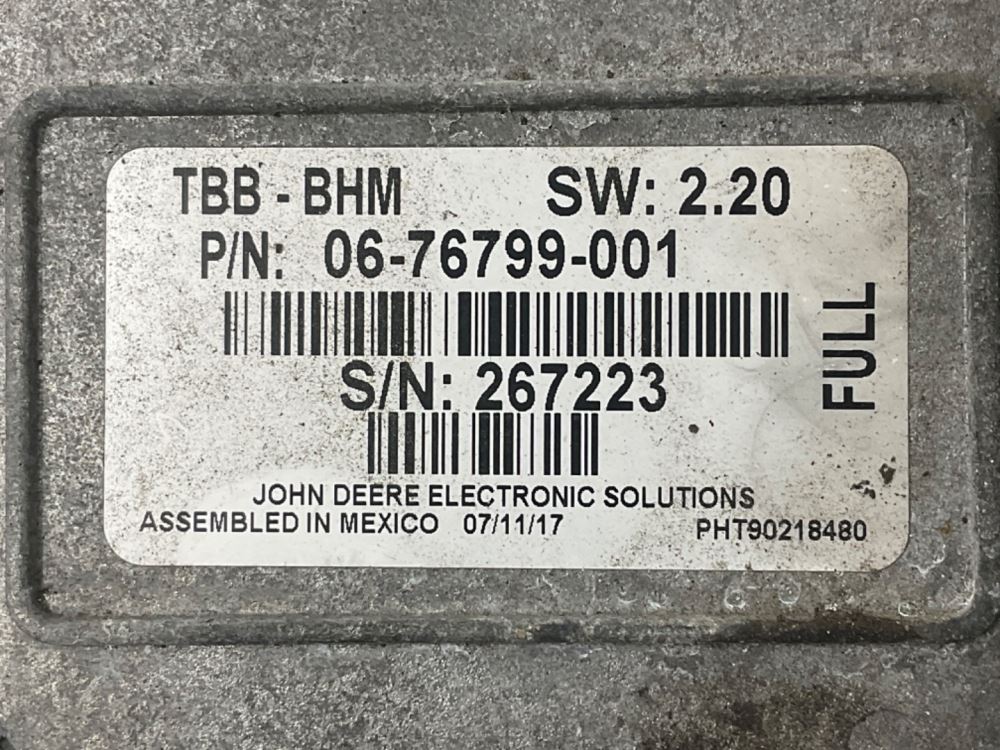 TBB - BHM SW: 2.20
P/N: 06-76799-001
FULL
S/N: 267223
JOHN DEERE ELECTRONIC SOLUTIONS
ASSEMBLED IN MEXICO 07/11/17 PHT90218480